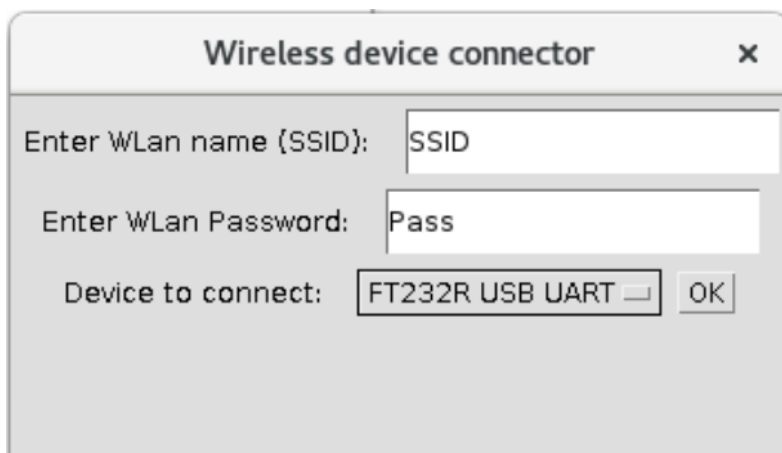 Wireless device connector ×
Enter WLan name (SSID): SSID
Enter WLan Password: Pass
Device to connect: FT232R USB UART OK